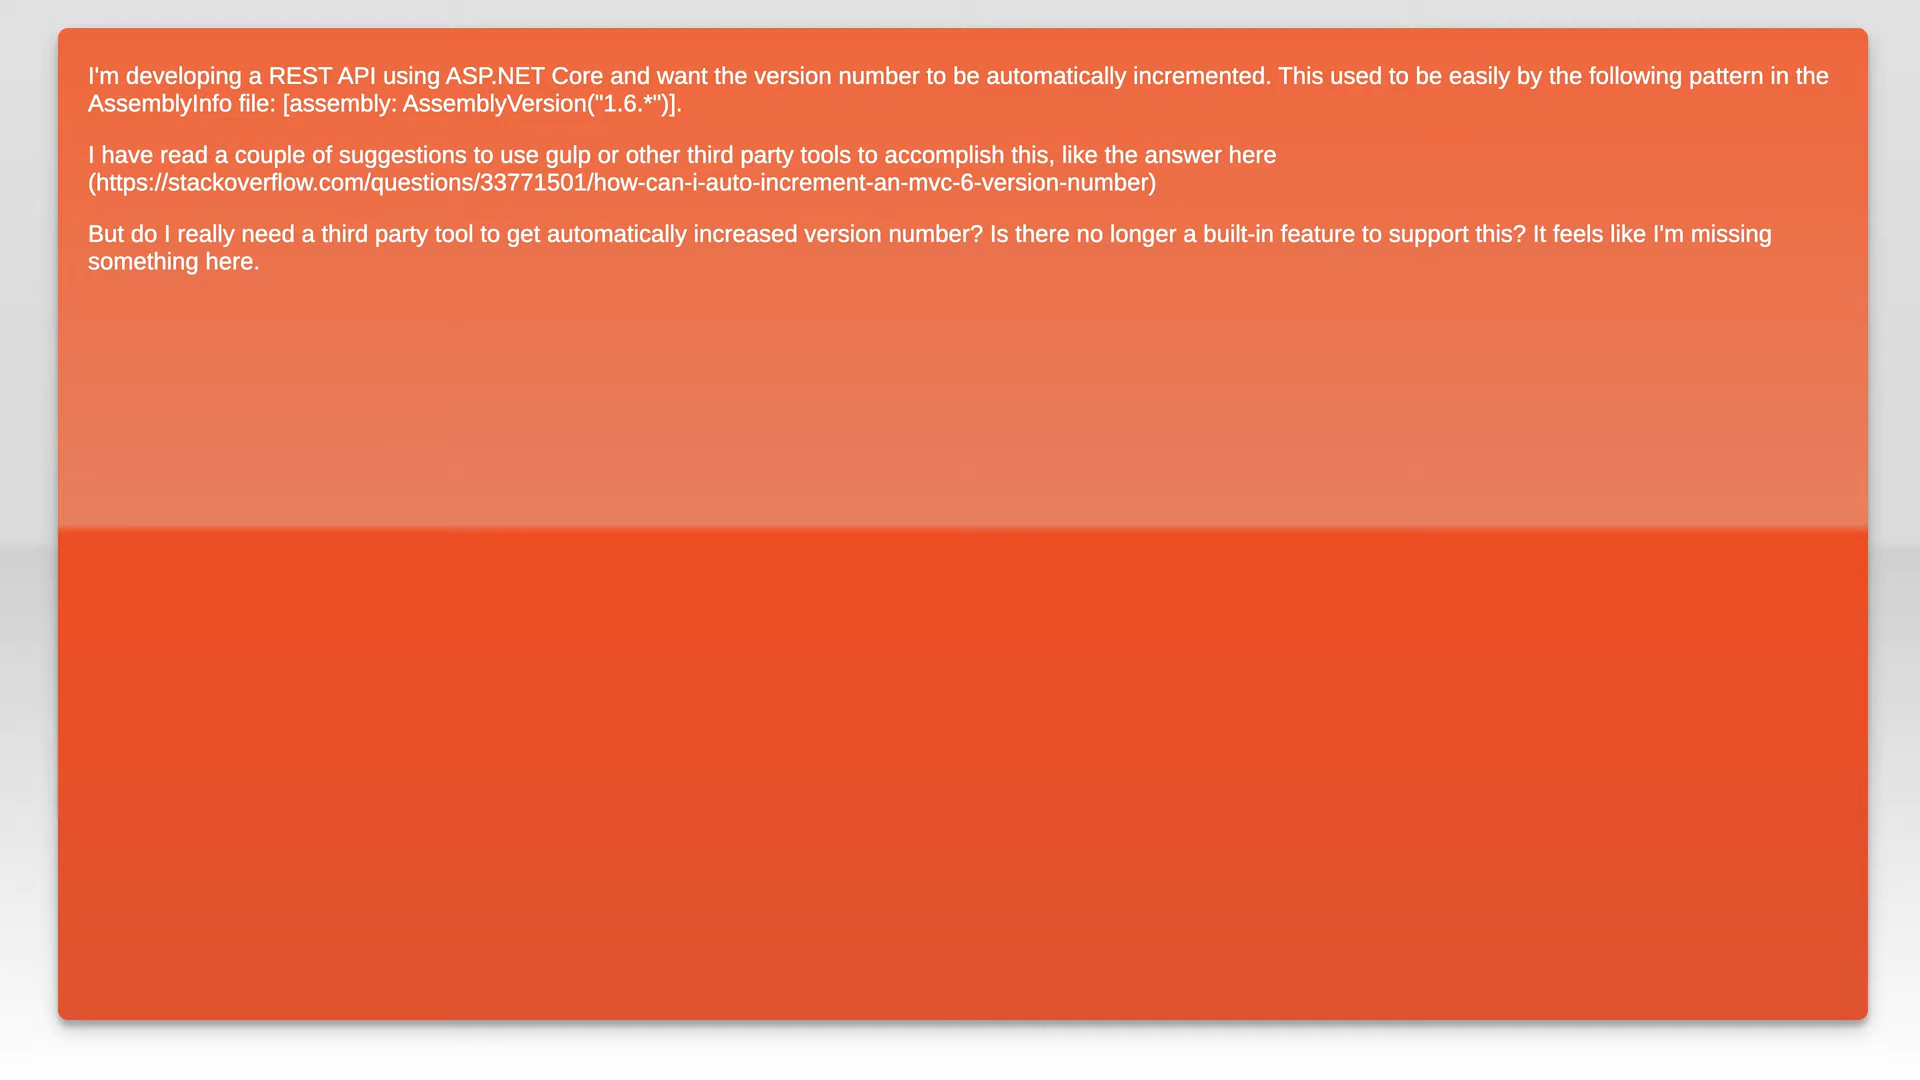 I'm developing a REST API using ASP.NET Core and want the version number to be automatically incremented. This used to be easily by the following pattern in the
AssemblyInfo file: [assembly: AssemblyVersion("1.6.*")].
I have read a couple of suggestions to use gulp or other third party tools to accomplish this, like the answer here
(https://stackoverflow.com/questions/33771501/how-can-i-auto-increment-an-mvc-6-version-number)
But do I really need a third party tool to get automatically increased version number? Is there no longer a built-in feature to support this? It feels like I'm missing
something here.